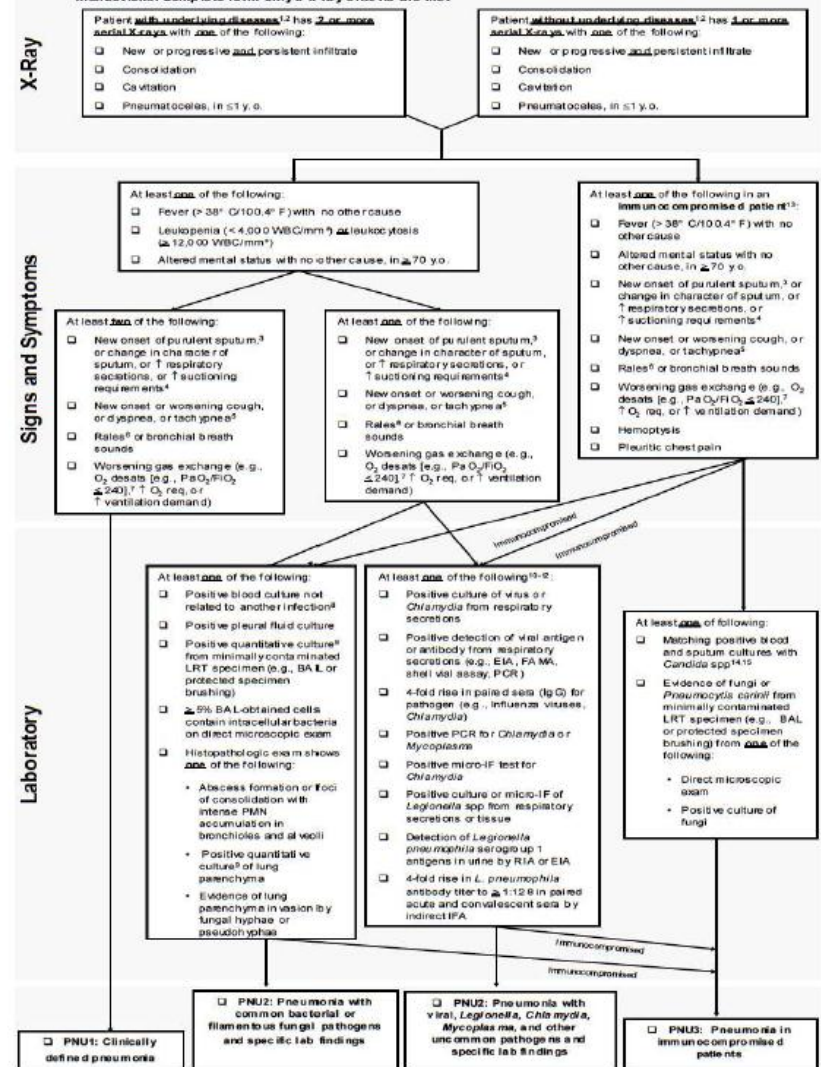 X-Ray
Patient with underlying diseases1,2 has 2 or more
serial X-rays with one of the following:
❑ New or progressive and persistent infiltrate
❑ Consolidation
❑ Cavitation
❑ Pneumatoceles, in ≤1 y.o.
Patient without underlying diseases1,2 has 1 or more
serial X-rays with one of the following:
❑ New or progressive and persistent infiltrate
❑ Consolidation
❑ Cavitation
❑ Pneumatoceles, in ≤1 y.o.
Signs and Symptoms
At least one of the following:
❑ Fever (> 38° C/100.4° F) with no other cause
❑ Leukopenia (< 4,000 WBC/mm³) or leukocytosis
(≥ 12,000 WBC/mm³)
❑ Altered mental status with no other cause, in ≥ 70 y.o.
At least one of the following in an
immunocompromised patient13:
❑ Fever (> 38° C/100.4° F) with no
other cause
❑ Altered mental status with no
other cause, in ≥ 70 y.o.
❑ New onset of purulent sputum,3 or
change in character of sputum, or
↑ respiratory secretions, or
↑ suctioning requirements4
❑ New onset or worsening cough, or
dyspnea, or tachypnea5
❑ Rales6 or bronchial breath sounds
❑ Worsening gas exchange (e.g., O2
desats [e.g., PaO2/FiO2 ≤ 240],7
↑ O2 req, or ↑ ventilation demand)
❑ Hemoptysis
❑ Pleuritic chest pain
At least two of the following:
❑ New onset of purulent sputum,3
or change in character of
sputum, or ↑ respiratory
secretions, or ↑ suctioning
requirements4
❑ New onset or worsening cough,
or dyspnea, or tachypnea5
❑ Rales6 or bronchial breath
sounds
❑ Worsening gas exchange (e.g.,
O2 desats [e.g., PaO2/FiO2
≤ 240],7 ↑ O2 req, or
↑ ventilation demand)
At least one of the following:
❑ New onset of purulent sputum,3
or change in character of sputum,
or ↑ respiratory secretions, or
↑ suctioning requirements4
❑ New onset or worsening cough,
or dyspnea, or tachypnea5
❑ Rales6 or bronchial breath
sounds
❑ Worsening gas exchange (e.g.,
O2 desats [e.g., PaO2/FiO2
≤ 240],7 ↑ O2 req, or ↑ ventilation
demand)
Immunocompromised
Immunocompromised
Laboratory
At least one of the following:
❑ Positive blood culture not
related to another infection8
❑ Positive pleural fluid culture
❑ Positive quantitative culture9
from minimally contaminated
LRT specimen (e.g., BAL or
protected specimen
brushing)
❑ ≥ 5% BAL-obtained cells
contain intracellular bacteria
on direct microscopic exam
❑ Histopathologic exam shows
one of the following:
• Abscess formation or foci
of consolidation with
intense PMN
accumulation in
bronchioles and alveoli
• Positive quantitative
culture9 of lung
parenchyma
• Evidence of lung
parenchyma invasion by
fungal hyphae or
pseudohyphae
At least one of the following10-12:
❑ Positive culture of virus or
Chlamydia from respiratory
secretions
❑ Positive detection of viral antigen
or antibody from respiratory
secretions (e.g., EIA, FAMA,
shell vial assay, PCR)
❑ 4-fold rise in paired sera (IgG) for
pathogen (e.g., Influenza viruses,
Chlamydia)
❑ Positive PCR for Chlamydia or
Mycoplasma
❑ Positive micro-IF test for
Chlamydia
❑ Positive culture or micro-IF of
Legionella spp from respiratory
secretions or tissue
❑ Detection of Legionella
pneumophila serogroup 1
antigens in urine by RIA or EIA
❑ 4-fold rise in L. pneumophila
antibody titer to ≥ 1:128 in paired
acute and convalescent sera by
indirect IFA
At least one of following:
❑ Matching positive blood
and sputum cultures with
Candida spp14,15
❑ Evidence of fungi or
Pneumocytis carinii from
minimally contaminated
LRT specimen (e.g., BAL
or protected specimen
brushing) from one of the
following:
• Direct microscopic
exam
• Positive culture of
fungi
Immunocompromised
Immunocompromised
❑ PNU1: Clinically
defined pneumonia
❑ PNU2: Pneumonia with
common bacterial or
filamentous fungal pathogens
and specific lab findings
❑ PNU2: Pneumonia with
viral, Legionella, Chlamydia,
Mycoplasma, and other
uncommon pathogens and
specific lab findings
❑ PNU3: Pneumonia in
immunocompromised
patients